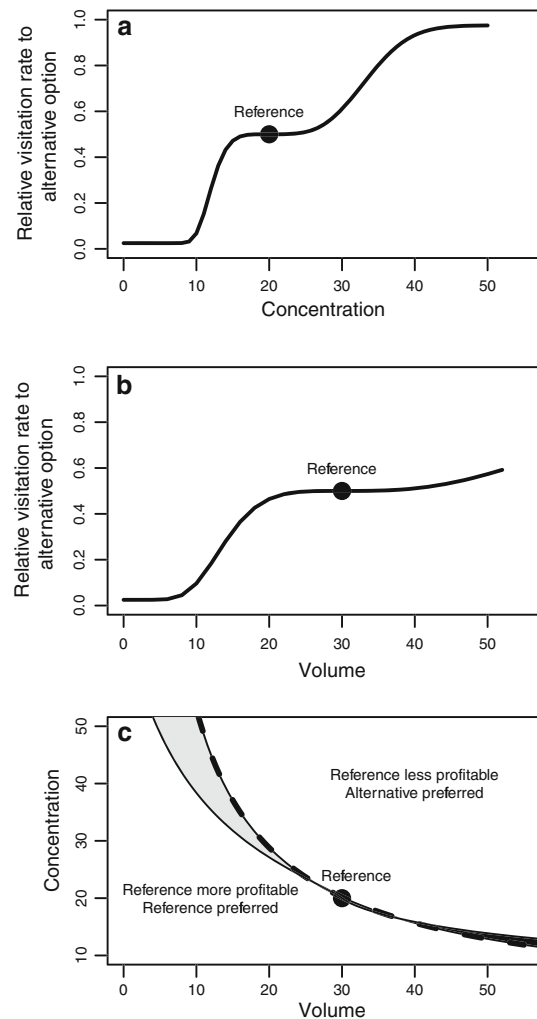 a
Relative visitation rate to
alternative option
1.0
0.8
0.6
0.4
0.2
0.0
Reference
0 10 20 30 40 50
Concentration
b
Relative visitation rate to
alternative option
1.0
0.8
0.6
0.4
0.2
0.0
Reference
0 10 20 30 40 50
Volume
c
Concentration
50
40
30
20
10
Reference less profitable
Alternative preferred
Reference
Reference more profitable
Reference preferred
0 10 20 30 40 50
Volume